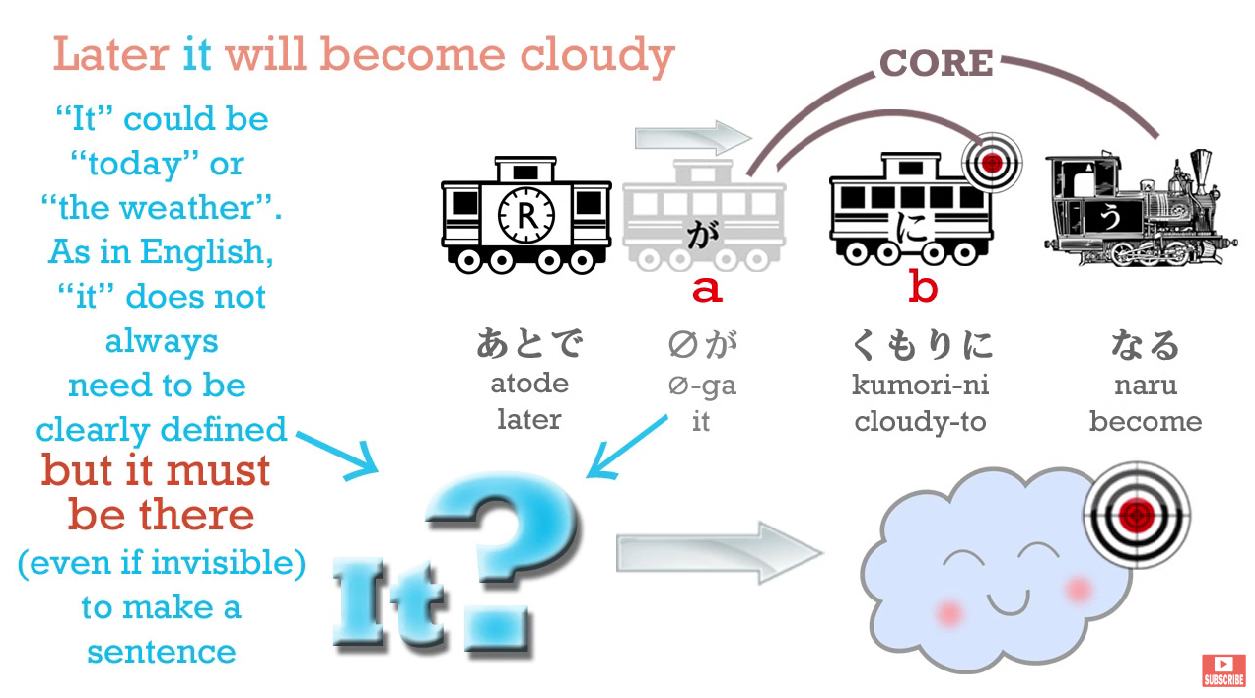 Later it will become cloudy
CORE
“It” could be
“today” or
“the weather”.
As in English,
“it” does not
always
need to be
clearly defined
but it must
be there
(even if invisible)
to make a
sentence
R
が
に
う
a
b
あとで
∅が
くもりに
なる
atode
∅-ga
kumori-ni
naru
later
it
cloudy-to
become
It?
SUBSCRIBE